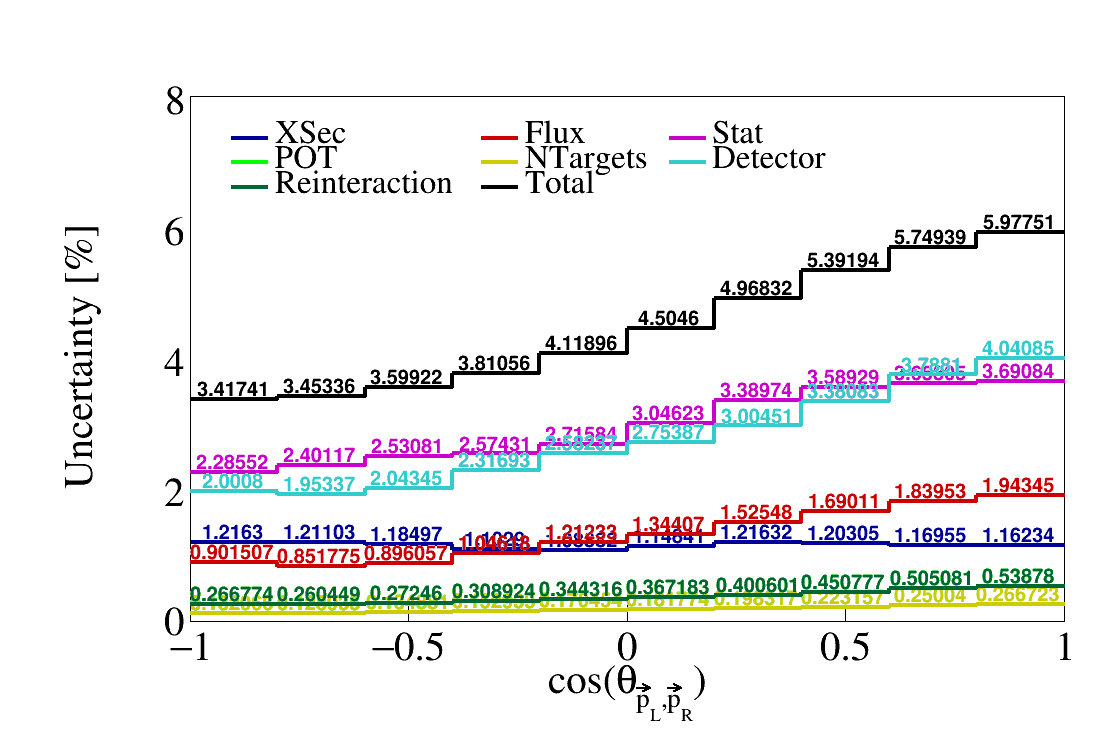 8
XSec Flux Stat
POT NTargets Detector
Reinteraction Total
Uncertainty [%]
6
5.97751
5.74939
5.39194
4.96832
4.5046
4.11896
4
3.41741 3.45336 3.59922 3.81056
4.04085
3.7881
3.69084
3.58929
3.38974 3.38083
3.04623 3.00451
2.75387
2.71584
2.28552 2.40117 2.53081 2.57431
2.31693
2
2.0008 1.95337 2.04345
1.94345
1.83953
1.69011
1.52548
1.34407
1.21233
1.2163 1.21103 1.18497 1.21632 1.20305 1.16955 1.16234
0.901507 0.851775 0.896057 1.04618
0.266774 0.260449 0.27246 0.308924 0.344316 0.367183 0.400601 0.450777 0.505081 0.53878
0.223157 0.25004 0.266723
0
−1 −0.5 0 0.5 1
cos(θp⃗L,p⃗R)